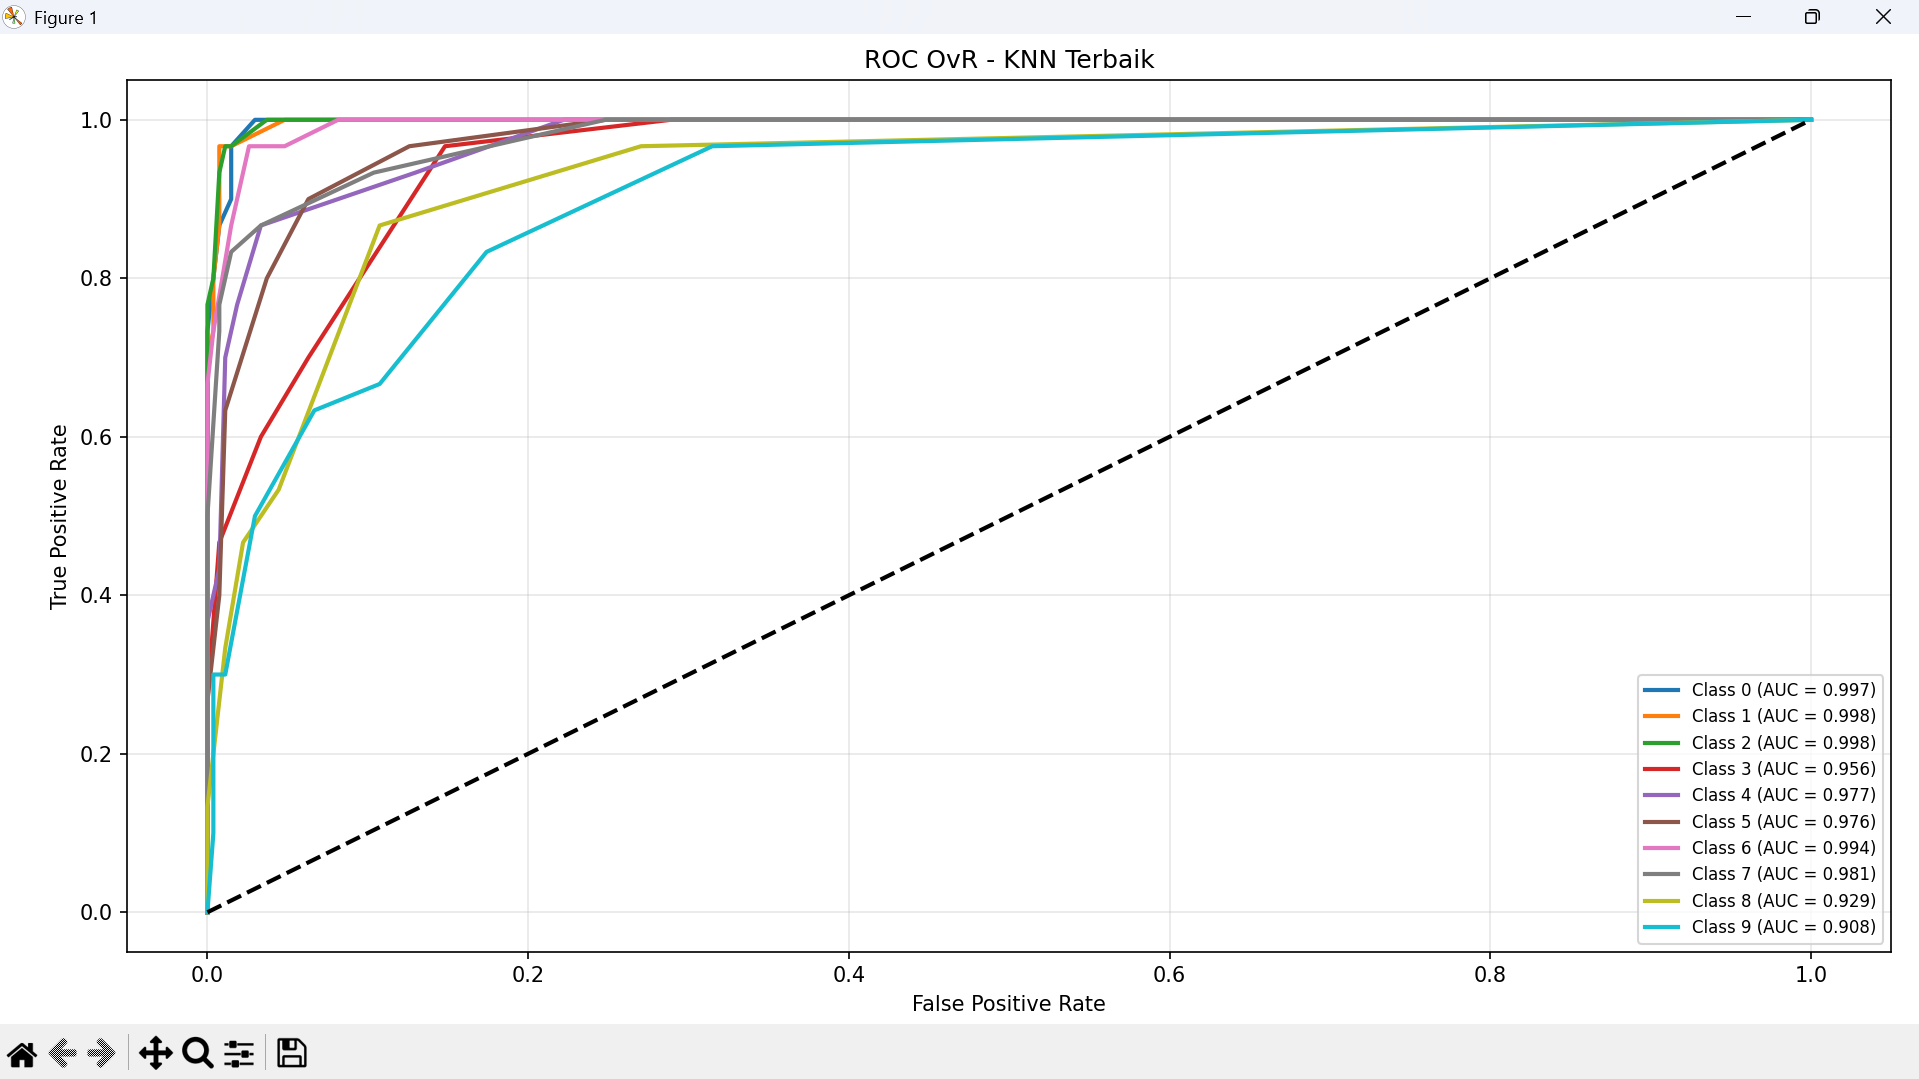 Figure 1
ROC OvR - KNN Terbaik
1.0
0.8
0.6
0.4
0.2
0.0
True Positive Rate
0.0 0.2 0.4 0.6 0.8 1.0
False Positive Rate
Class 0 (AUC = 0.997)
Class 1 (AUC = 0.998)
Class 2 (AUC = 0.998)
Class 3 (AUC = 0.956)
Class 4 (AUC = 0.977)
Class 5 (AUC = 0.976)
Class 6 (AUC = 0.994)
Class 7 (AUC = 0.981)
Class 8 (AUC = 0.929)
Class 9 (AUC = 0.908)